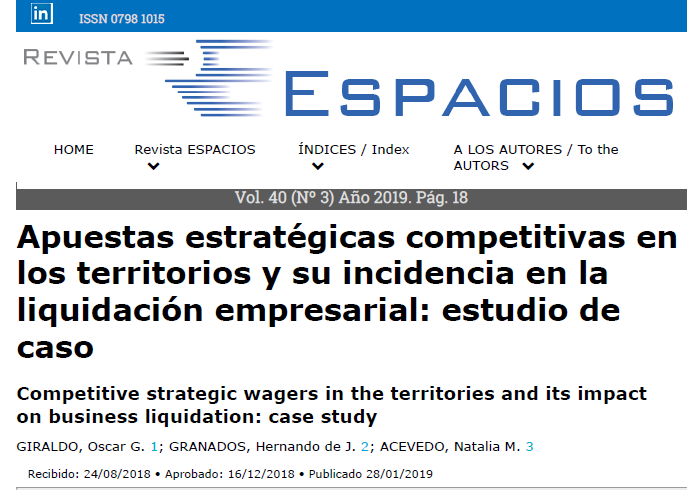 in
ISSN 0798 1015
REVISTA
ESPACIOS
HOME
Revista ESPACIOS
ÍNDICES / Index
A LOS AUTORES / To the
AUTORS
Vol. 40 (Nº 3) Año 2019. Pág. 18
Apuestas estratégicas competitivas en
los territorios y su incidencia en la
liquidación empresarial: estudio de
caso
Competitive strategic wagers in the territories and its impact
on business liquidation: case study
GIRALDO, Oscar G. 1; GRANADOS, Hernando de J. 2; ACEVEDO, Natalia M. 3
Recibido: 24/08/2018 • Aprobado: 16/12/2018 • Publicado 28/01/2019